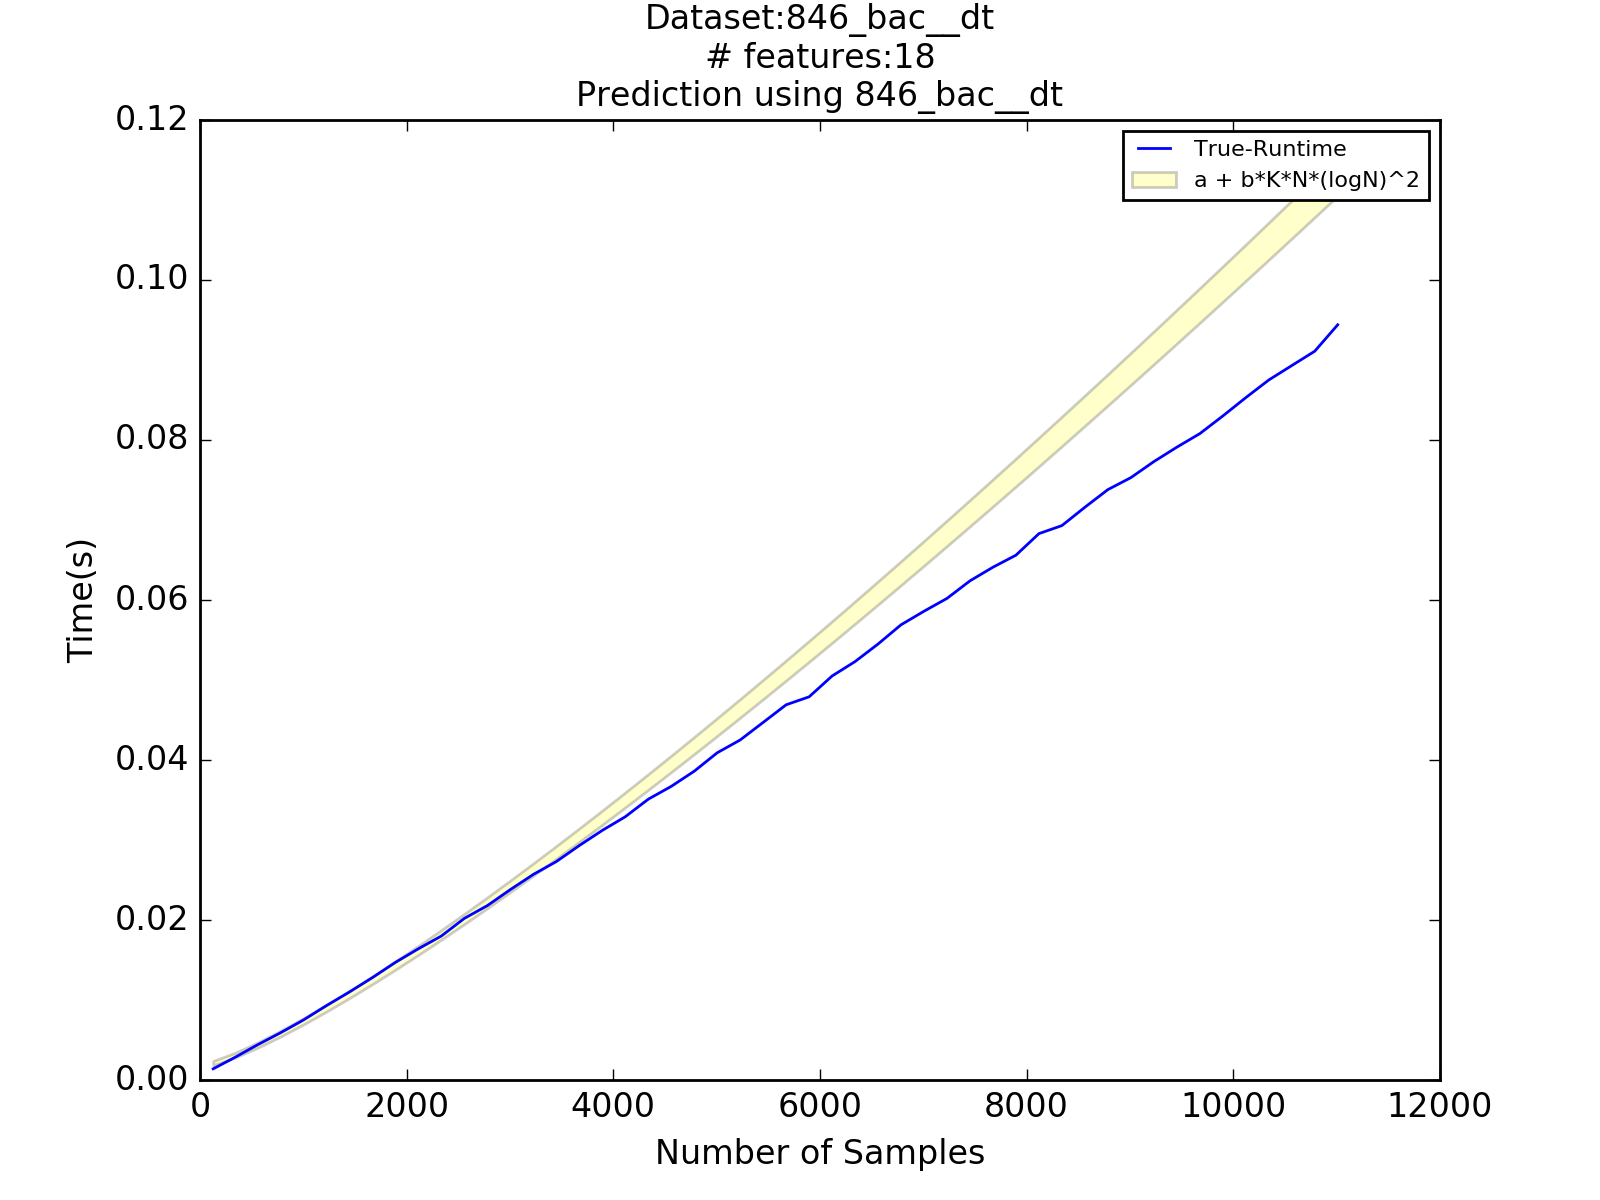 Dataset:846_bac__dt
# features:18
Prediction using 846_bac__dt
True-Runtime
a + b*K*N*(logN)^2
0.12
0.10
0.08
0.06
0.04
0.02
0.00
Time(s)
0 2000 4000 6000 8000 10000 12000
Number of Samples